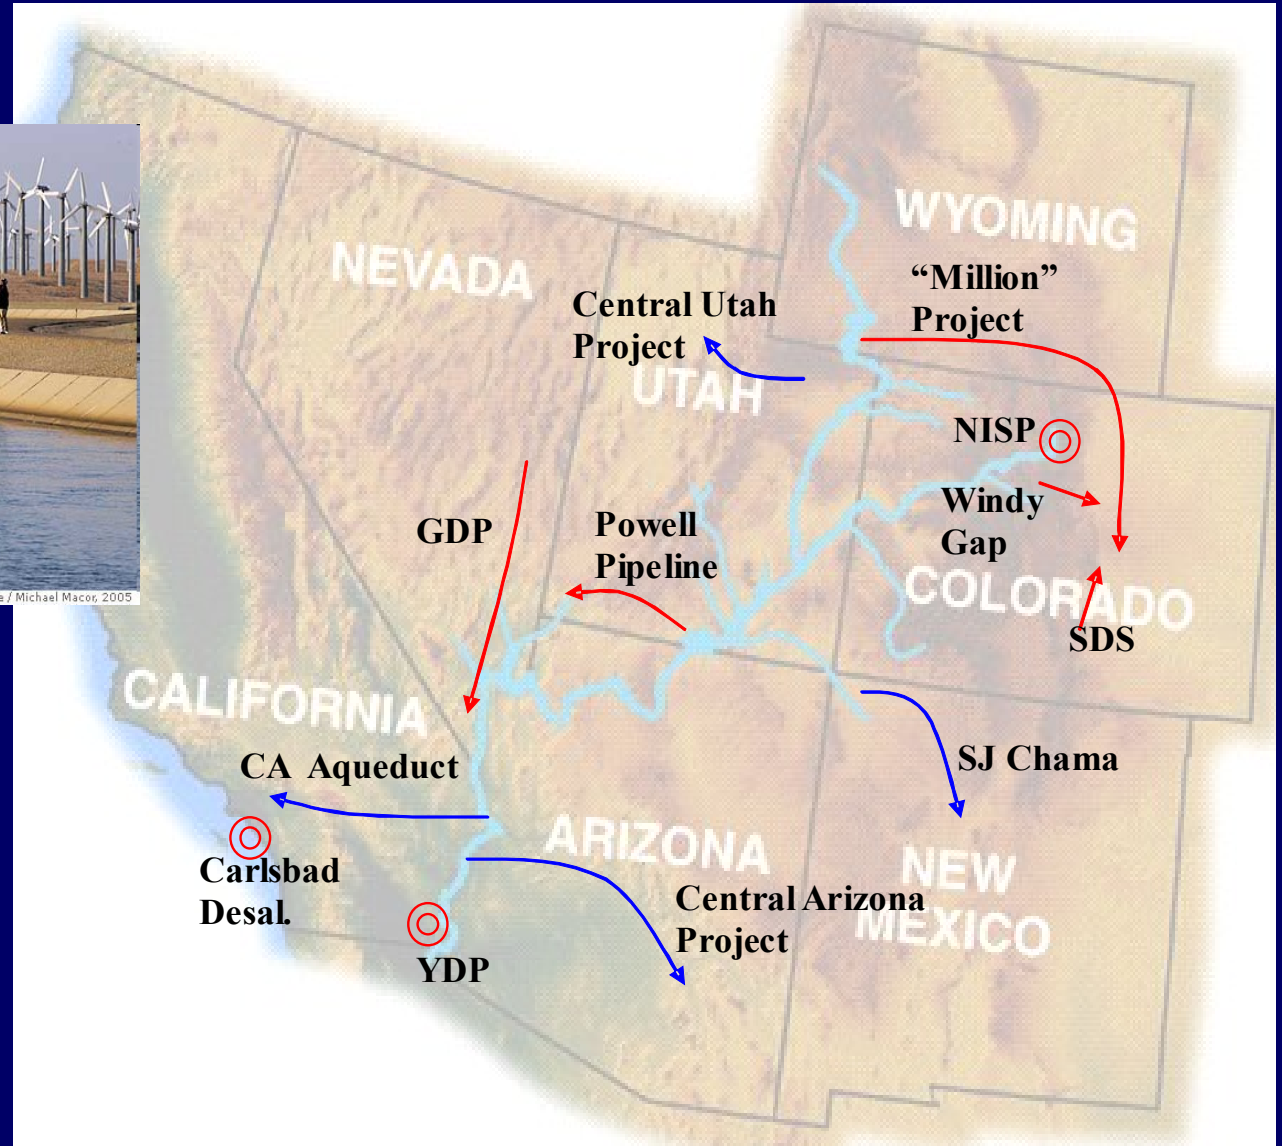 WYOMING
NEVADA
“Million”
Project
Central Utah
Project
UTAH
NISP
Windy
Gap
GDP
Powell
Pipeline
COLORADO
/ Michael Macor, 2005
SDS
CALIFORNIA
CA Aqueduct
SJ Chama
ARIZONA
NEW
MEXICO
Carlsbad
Desal.
Central Arizona
Project
YDP